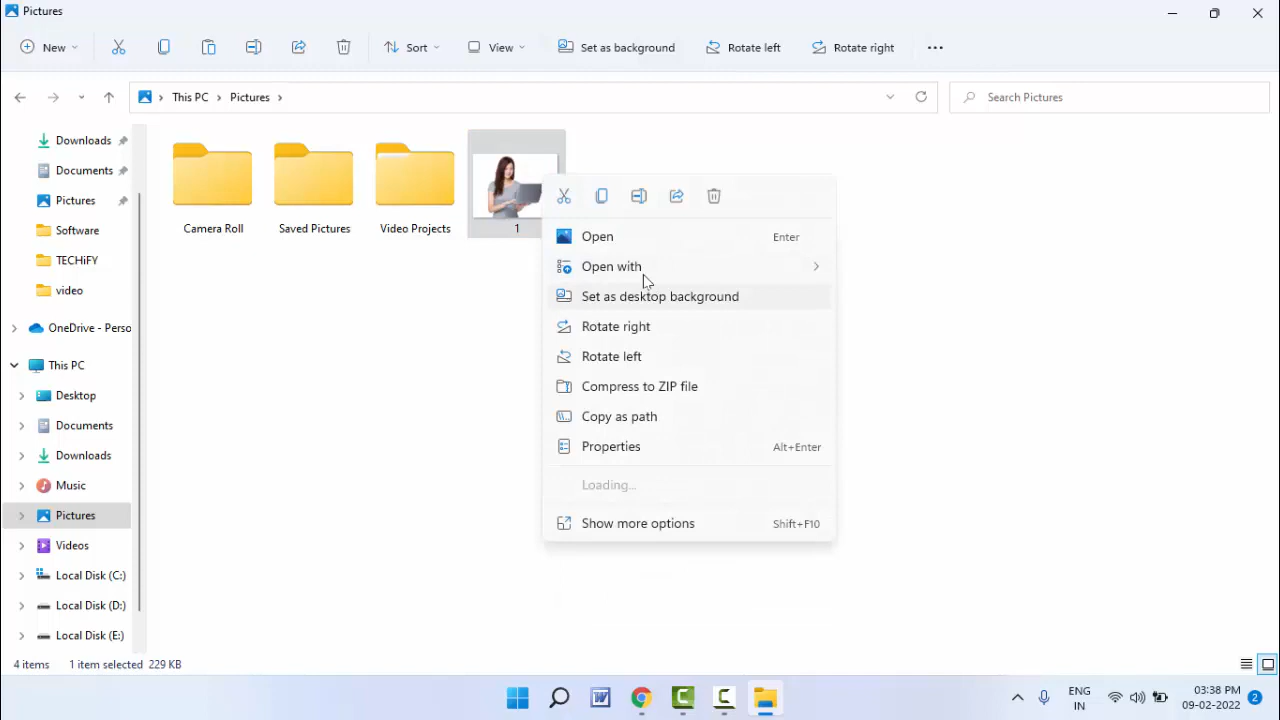 Pictures
New
Sort
View
Set as background
Rotate left
Rotate right
This PC
Pictures
Search Pictures
Downloads
Documents
Pictures
Software
TECHiFY
video
OneDrive - Perso
This PC
Desktop
Documents
Downloads
Music
Pictures
Videos
Local Disk (C:)
Local Disk (D:)
Local Disk (E:)
Camera Roll
Saved Pictures
Video Projects
1
Open Enter
Open with
Set as desktop background
Rotate right
Rotate left
Compress to ZIP file
Copy as path
Properties Alt+Enter
Loading...
Show more options Shift+F10
4 items 1 item selected 229 KB
ENG
IN
03:38 PM
09-02-2022
2